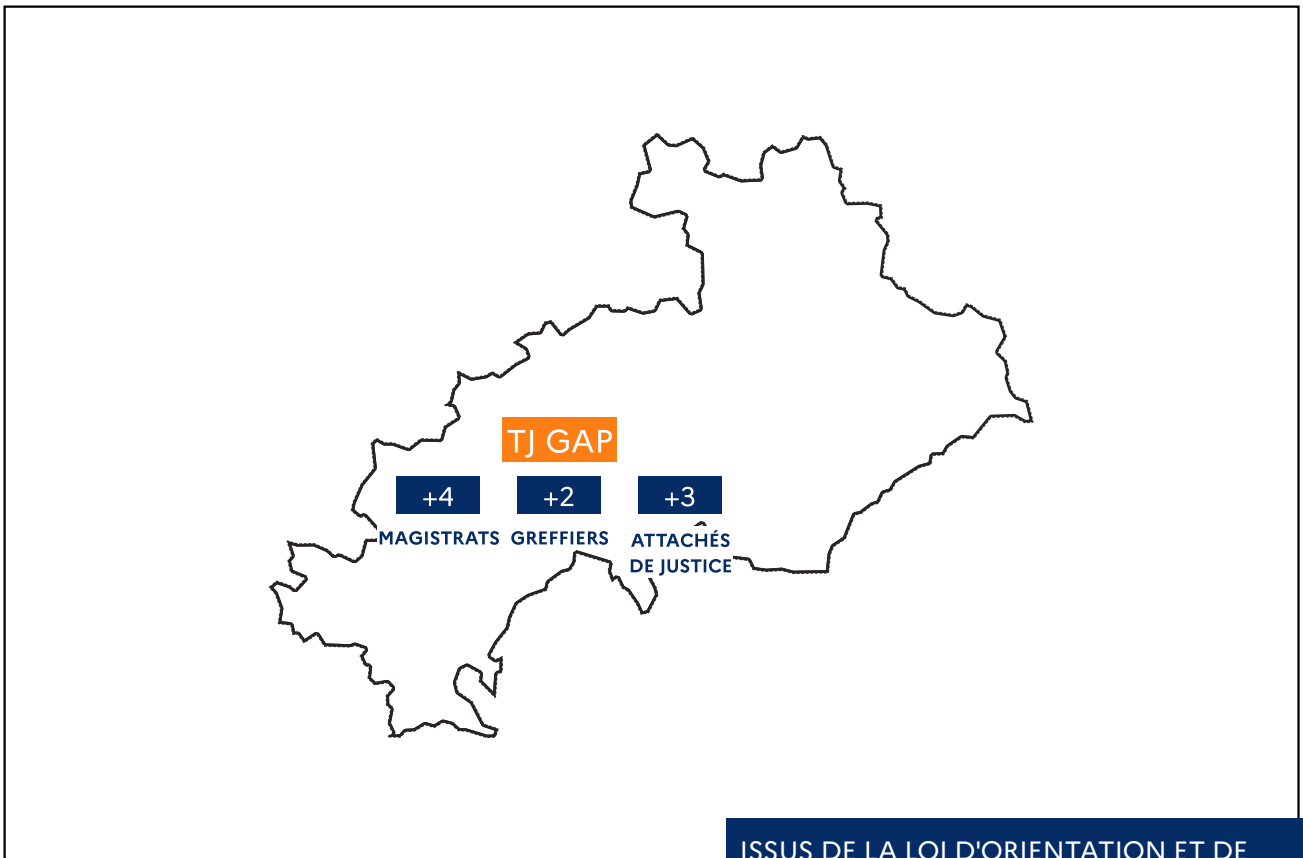 TJ GAP
+4 +2 +3
MAGISTRATS GREFFIERS ATTACHÉS
DE JUSTICE
ISSUS DE LA LOI D'ORIENTATION ET DE